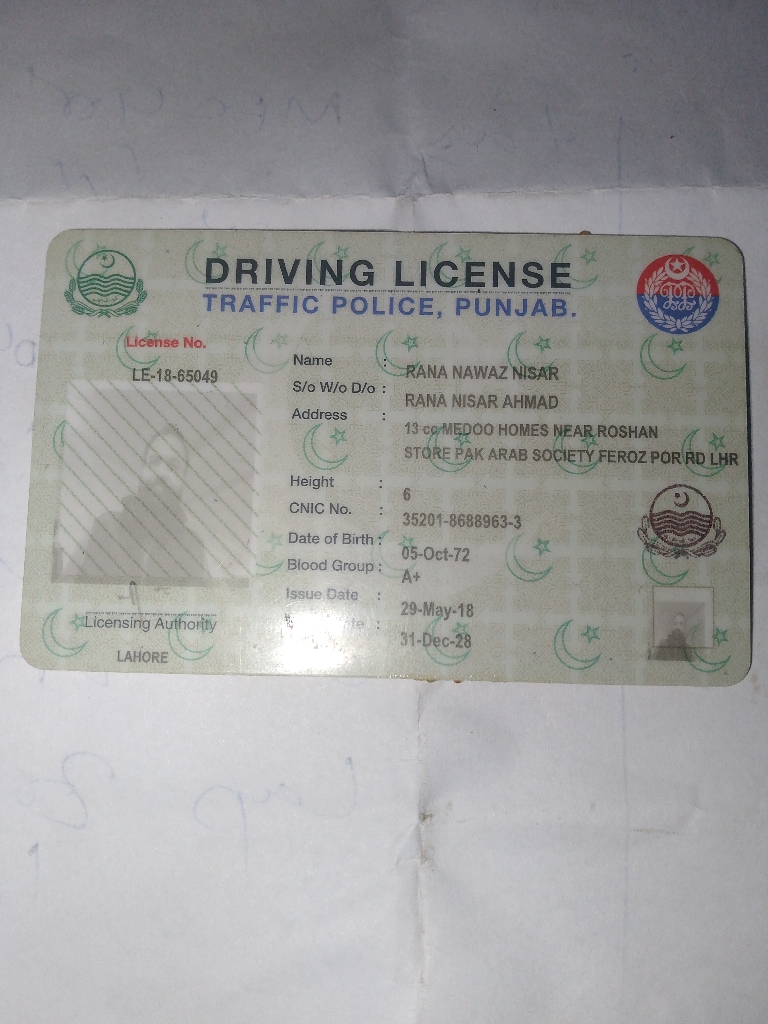 DRIVING LICENSE
TRAFFIC POLICE, PUNJAB.
License No.
LE-18-65049
Name : RANA NAWAZ NISAR
S/o W/o D/o : RANA NISAR AHMAD
Address : 13 cc MEDOO HOMES NEAR ROSHAN
STORE PAK ARAB SOCIETY FEROZ POR RD LHR
Height : 6
CNIC No. : 35201-8688963-3
Date of Birth : 05-Oct-72
Blood Group : A+
Issue Date : 29-May-18
: 31-Dec-28
Licensing Authority
LAHORE